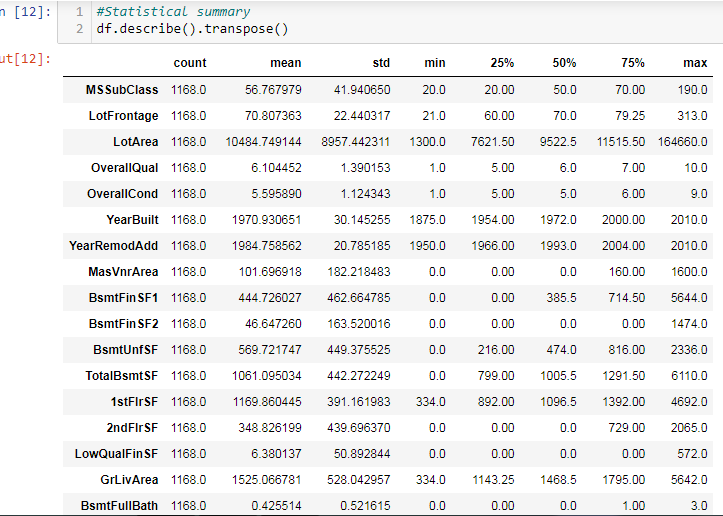 n [12]: 1 #Statistical summary
2 df.describe().transpose()
ut[12]:
count mean std min 25% 50% 75% max
MSSubClass 1168.0 56.767979 41.940650 20.0 20.00 50.0 70.00 190.0
LotFrontage 1168.0 70.807363 22.440317 21.0 60.00 70.0 79.25 313.0
LotArea 1168.0 10484.749144 8957.442311 1300.0 7621.50 9522.5 11515.50 164660.0
OverallQual 1168.0 6.104452 1.390153 1.0 5.00 6.0 7.00 10.0
OverallCond 1168.0 5.595890 1.124343 1.0 5.00 5.0 6.00 9.0
YearBuilt 1168.0 1970.930651 30.145255 1875.0 1954.00 1972.0 2000.00 2010.0
YearRemodAdd 1168.0 1984.758562 20.785185 1950.0 1966.00 1993.0 2004.00 2010.0
MasVnrArea 1168.0 101.696918 182.218483 0.0 0.00 0.0 160.00 1600.0
BsmtFinSF1 1168.0 444.726027 462.664785 0.0 0.00 385.5 714.50 5644.0
BsmtFinSF2 1168.0 46.647260 163.520016 0.0 0.00 0.0 0.00 1474.0
BsmtUnfSF 1168.0 569.721747 449.375525 0.0 216.00 474.0 816.00 2336.0
TotalBsmtSF 1168.0 1061.095034 442.272249 0.0 799.00 1005.5 1291.50 6110.0
1stFlrSF 1168.0 1169.860445 391.161983 334.0 892.00 1096.5 1392.00 4692.0
2ndFlrSF 1168.0 348.826199 439.696370 0.0 0.00 0.0 729.00 2065.0
LowQualFinSF 1168.0 6.380137 50.892844 0.0 0.00 0.0 0.00 572.0
GrLivArea 1168.0 1525.066781 528.042957 334.0 1143.25 1468.5 1795.00 5642.0
BsmtFullBath 1168.0 0.425514 0.521615 0.0 0.00 0.0 1.00 3.0